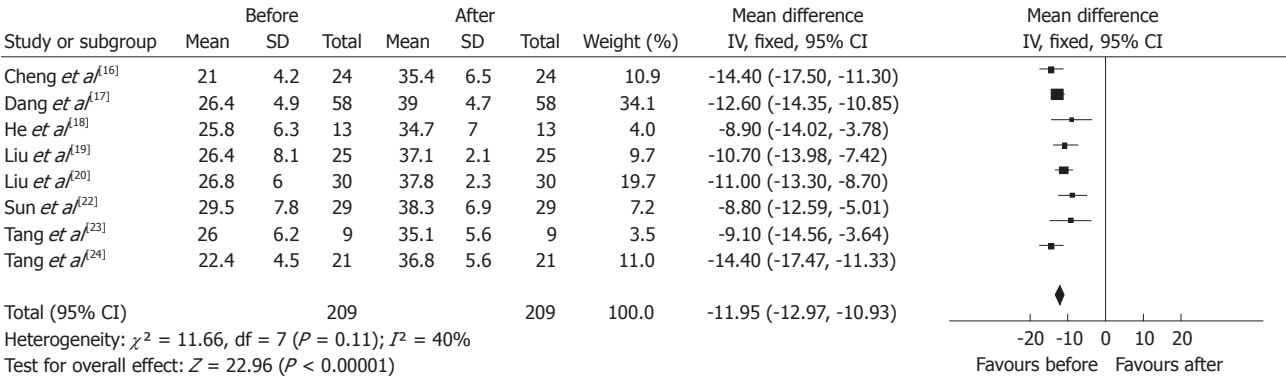 Before After Mean difference Mean difference
Study or subgroup Mean SD Total Mean SD Total Weight (%) IV, fixed, 95% CI IV, fixed, 95% CI
Cheng et al[16] 21 4.2 24 35.4 6.5 24 10.9 -14.40 (-17.50, -11.30)
Dang et al[17] 26.4 4.9 58 39 4.7 58 34.1 -12.60 (-14.35, -10.85)
He et al[18] 25.8 6.3 13 34.7 7 13 4.0 -8.90 (-14.02, -3.78)
Liu et al[19] 26.4 8.1 25 37.1 2.1 25 9.7 -10.70 (-13.98, -7.42)
Liu et al[20] 26.8 6 30 37.8 2.3 30 19.7 -11.00 (-13.30, -8.70)
Sun et al[22] 29.5 7.8 29 38.3 6.9 29 7.2 -8.80 (-12.59, -5.01)
Tang et al[23] 26 6.2 9 35.1 5.6 9 3.5 -9.10 (-14.56, -3.64)
Tang et al[24] 22.4 4.5 21 36.8 5.6 21 11.0 -14.40 (-17.47, -11.33)
Total (95% CI) 209 209 100.0 -11.95 (-12.97, -10.93)
Heterogeneity: χ² = 11.66, df = 7 (P = 0.11); I² = 40%
Test for overall effect: Z = 22.96 (P < 0.00001)
-20 -10 0 10 20
Favours before Favours after